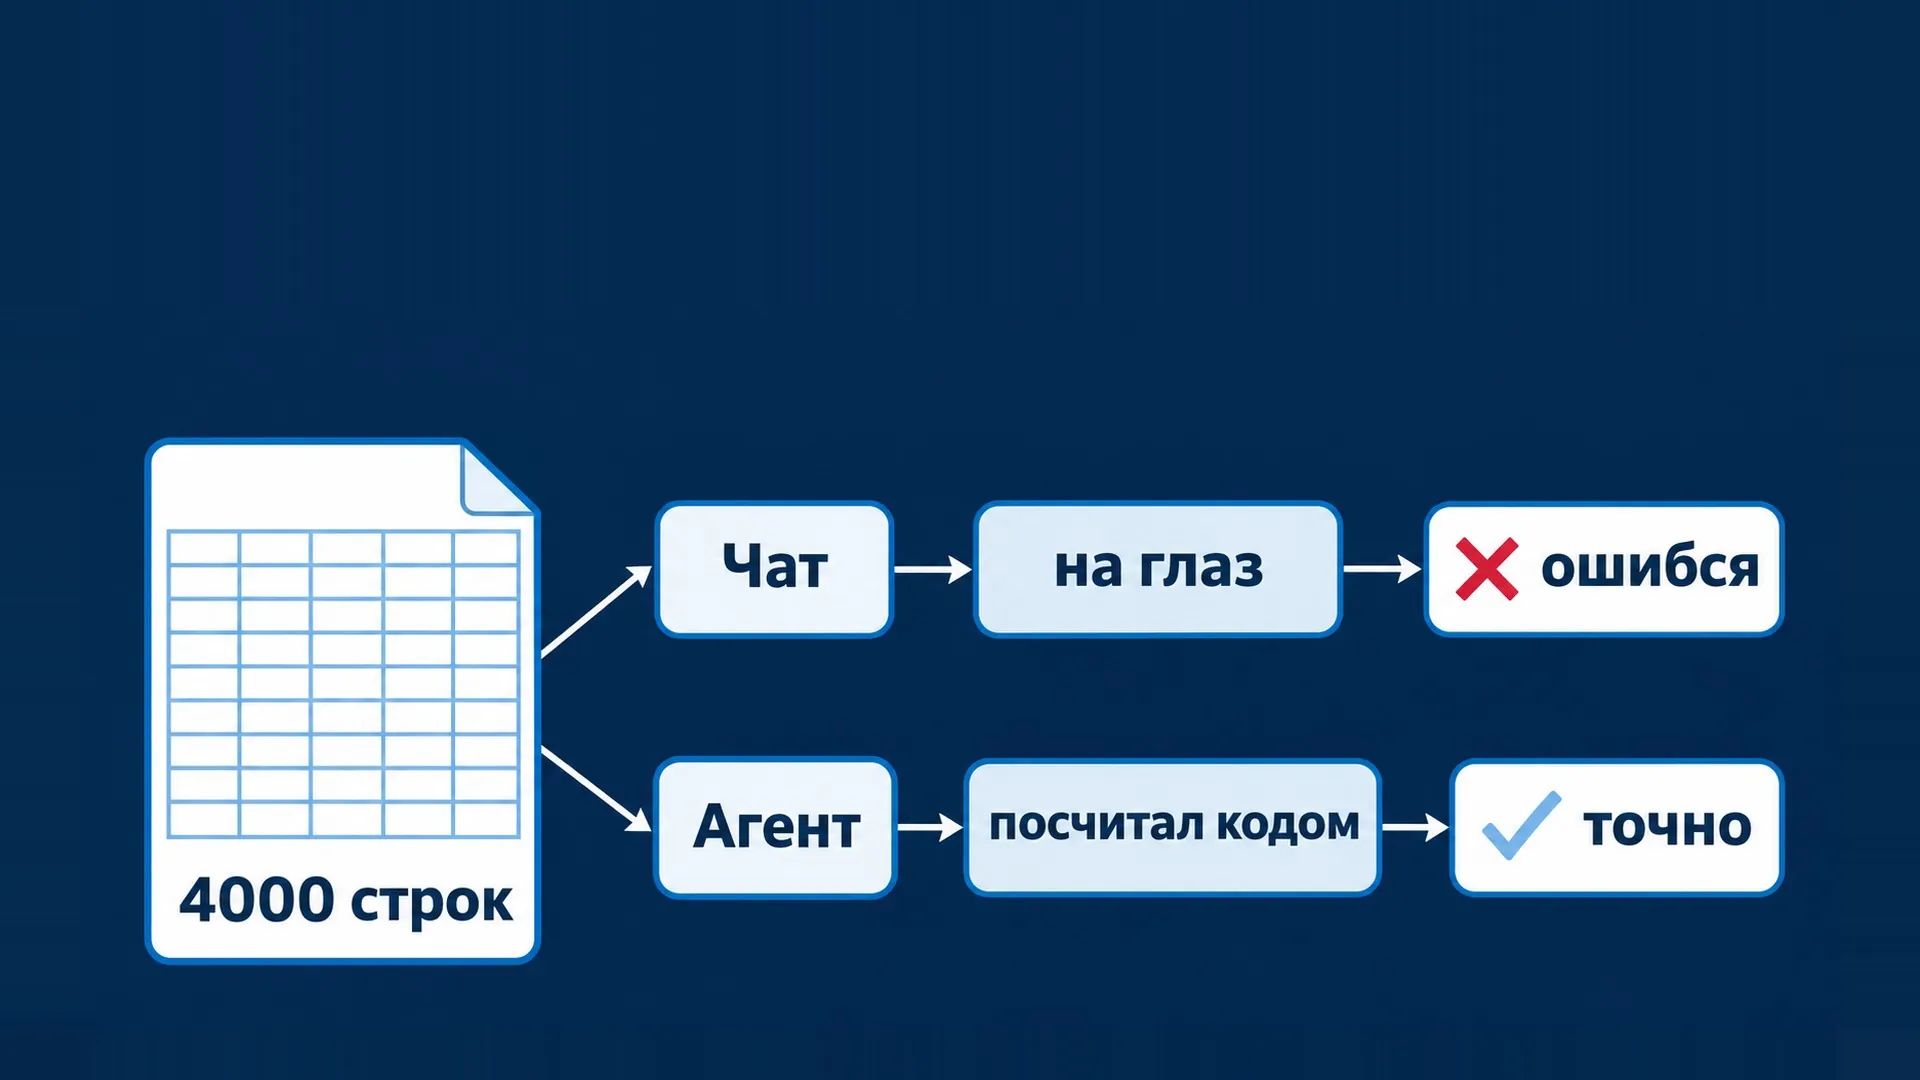 4000 строк
Чат
на глаз
ошибся
Агент
посчитал кодом
точно